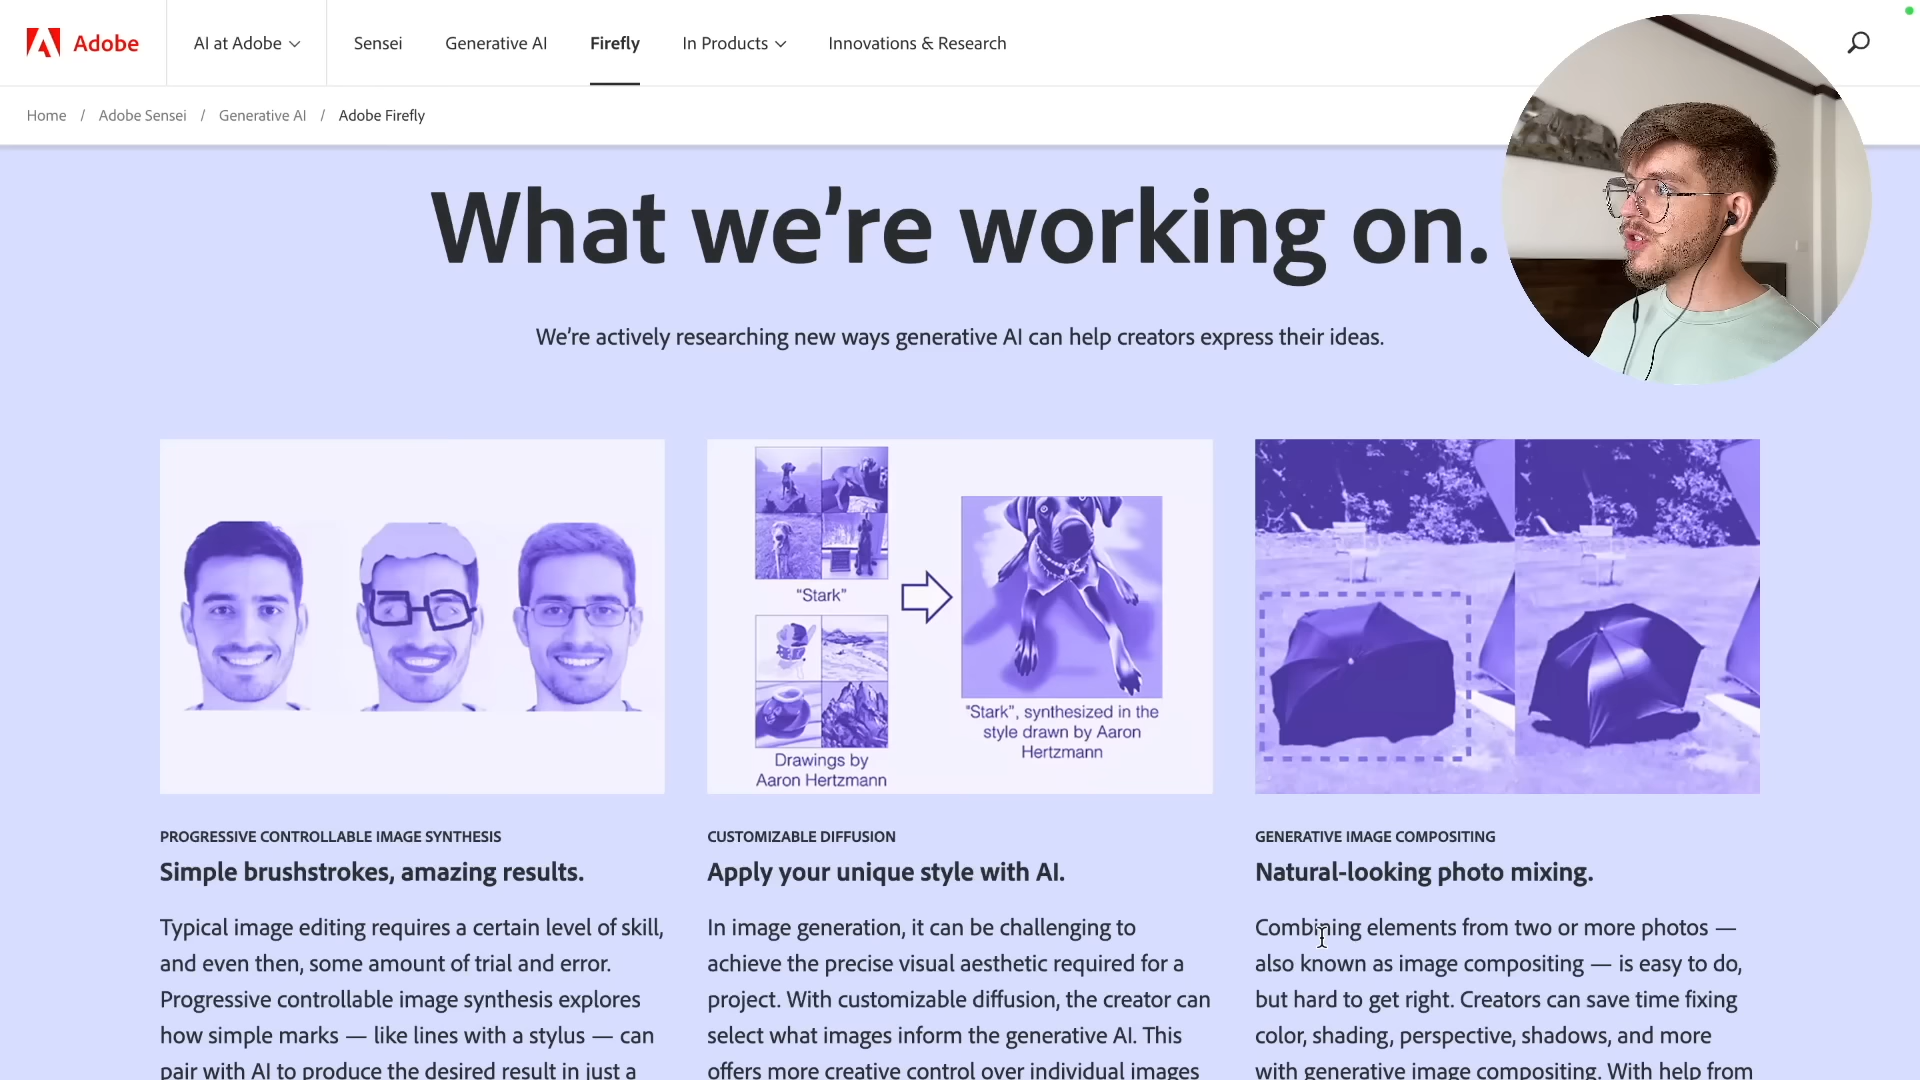 Adobe
AI at Adobe
Sensei
Generative AI
Firefly
In Products
Innovations & Research
Home / Adobe Sensei / Generative AI / Adobe Firefly
What we’re working on.
We’re actively researching new ways generative AI can help creators express their ideas.
“Stark”
Drawings by
Aaron Hertzmann
“Stark”, synthesized in the
style drawn by Aaron
Hertzmann
PROGRESSIVE CONTROLLABLE IMAGE SYNTHESIS
Simple brushstrokes, amazing results.
Typical image editing requires a certain level of skill,
and even then, some amount of trial and error.
Progressive controllable image synthesis explores
how simple marks — like lines with a stylus — can
pair with AI to produce the desired result in just a
CUSTOMIZABLE DIFFUSION
Apply your unique style with AI.
In image generation, it can be challenging to
achieve the precise visual aesthetic required for a
project. With customizable diffusion, the creator can
select what images inform the generative AI. This
offers more creative control over individual images
GENERATIVE IMAGE COMPOSITING
Natural-looking photo mixing.
Combining elements from two or more photos —
also known as image compositing — is easy to do,
but hard to get right. Creators can save time fixing
color, shading, perspective, shadows, and more
with generative image compositing. With help from